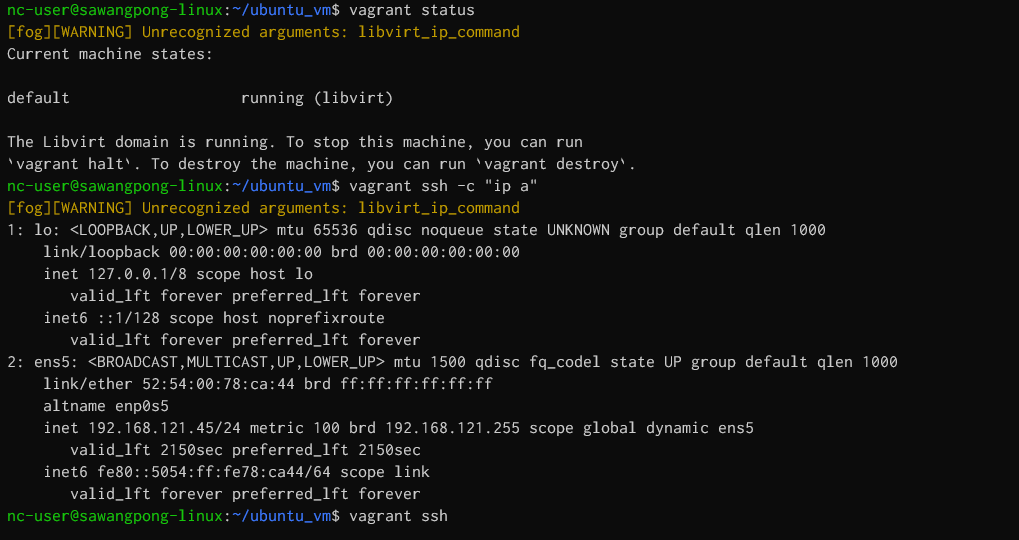 nc-user@sawangpong-linux:~/ubuntu_vm$ vagrant status
[fog][WARNING] Unrecognized arguments: libvirt_ip_command
Current machine states:
default                   running (libvirt)
The Libvirt domain is running. To stop this machine, you can run
`vagrant halt`. To destroy the machine, you can run `vagrant destroy`.
nc-user@sawangpong-linux:~/ubuntu_vm$ vagrant ssh -c "ip a"
[fog][WARNING] Unrecognized arguments: libvirt_ip_command
1: lo: <LOOPBACK,UP,LOWER_UP> mtu 65536 qdisc noqueue state UNKNOWN group default qlen 1000
    link/loopback 00:00:00:00:00:00 brd 00:00:00:00:00:00
    inet 127.0.0.1/8 scope host lo
       valid_lft forever preferred_lft forever
    inet6 ::1/128 scope host noprefixroute
       valid_lft forever preferred_lft forever
2: ens5: <BROADCAST,MULTICAST,UP,LOWER_UP> mtu 1500 qdisc fq_codel state UP group default qlen 1000
    link/ether 52:54:00:78:ca:44 brd ff:ff:ff:ff:ff:ff
    altname enp0s5
    inet 192.168.121.45/24 metric 100 brd 192.168.121.255 scope global dynamic ens5
       valid_lft 2150sec preferred_lft 2150sec
    inet6 fe80::5054:ff:fe78:ca44/64 scope link
       valid_lft forever preferred_lft forever
nc-user@sawangpong-linux:~/ubuntu_vm$ vagrant ssh